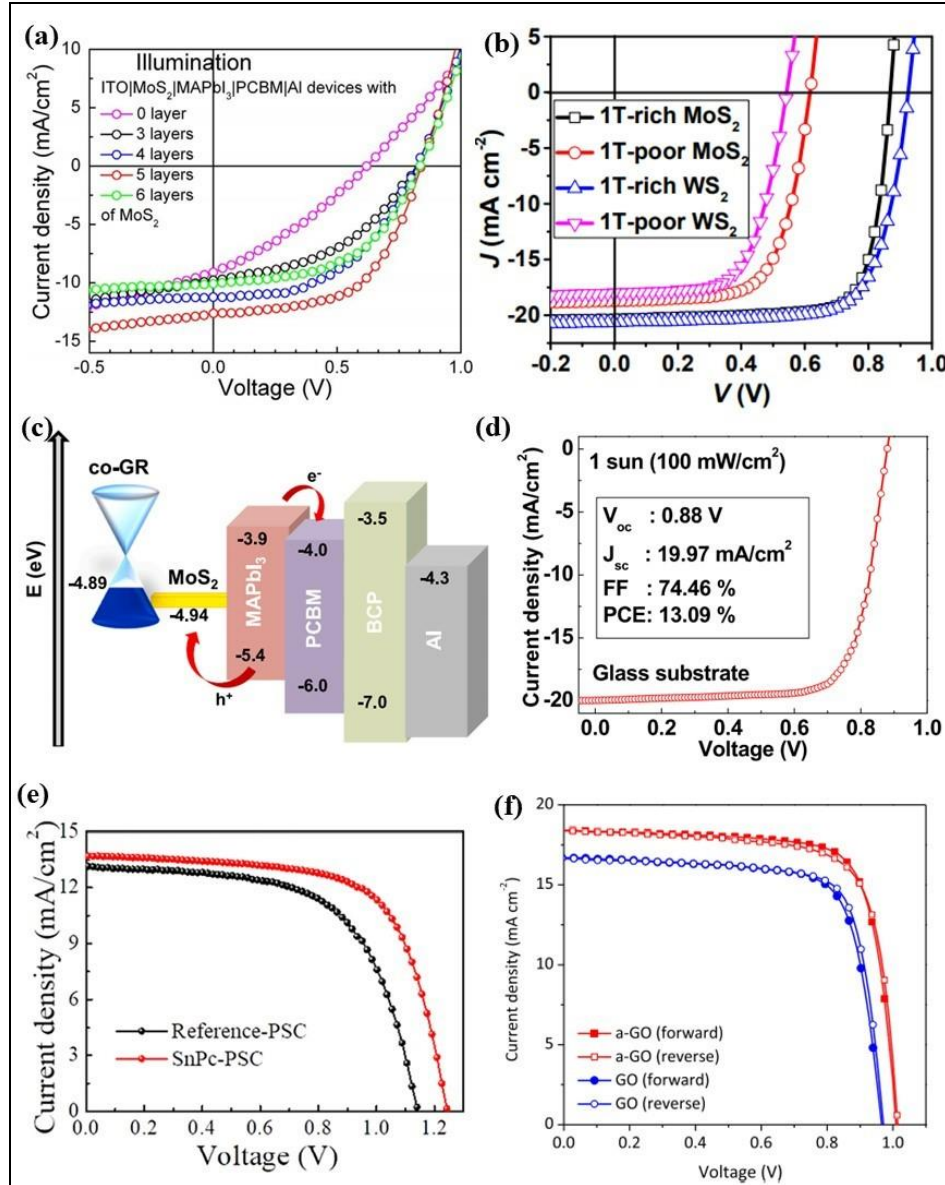 (a)
Illumination
ITO|MoS2|MAPbI3|PCBM|Al devices with
0 layer
3 layers
4 layers
5 layers
6 layers
of MoS2
10
5
0
-5
-10
-15
Current density (mA/cm2)
-0.5
0.0
0.5
1.0
Voltage (V)
(b)
1T-rich MoS2
1T-poor MoS2
1T-rich WS2
1T-poor WS2
5
0
-5
-10
-15
-20
J (mA cm-2)
-0.2
0.0
0.2
0.4
0.6
0.8
1.0
V (V)
(c)
E (eV)
co-GR
-4.89
MoS2
-4.94
-3.9
MAPbI3
-5.4
h+
e-
-4.0
PCBM
-6.0
-3.5
BCP
-7.0
-4.3
Al
(d)
1 sun (100 mW/cm2)
Voc : 0.88 V
Jsc : 19.97 mA/cm2
FF : 74.46 %
PCE: 13.09 %
Glass substrate
0
-5
-10
-15
-20
Current density (mA/cm2)
0.0
0.2
0.4
0.6
0.8
1.0
Voltage (V)
(e)
15
12
9
6
3
0
Current density (mA/cm2)
Reference-PSC
SnPc-PSC
0.0
0.2
0.4
0.6
0.8
1.0
1.2
Voltage (V)
(f)
20
15
10
5
0
Current density (mA cm-2)
a-GO (forward)
a-GO (reverse)
GO (forward)
GO (reverse)
0.0
0.2
0.4
0.6
0.8
1.0
Voltage (V)